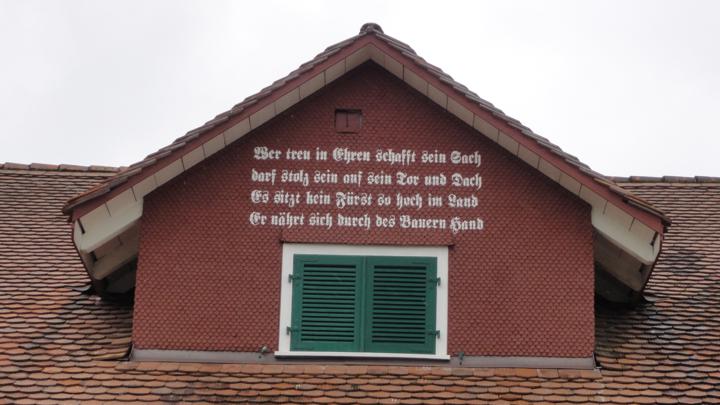 Wer treu in Ehren schafft sein Sach
darf stolz sein auf sein Tor und Dach
Es sitzt kein Fürst so hoch im Land
Er nährt sich durch des Bauern Hand